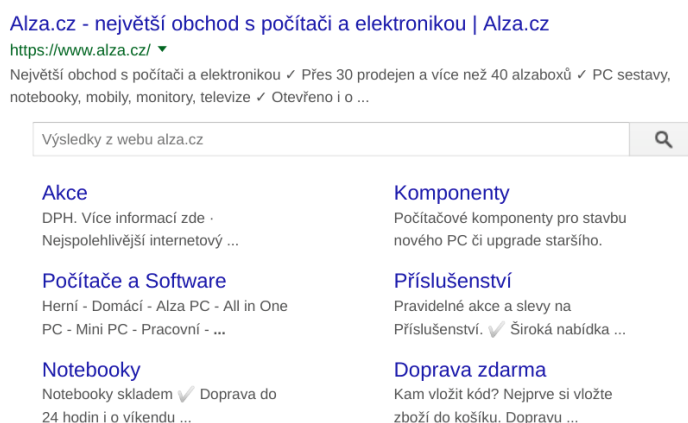 Alza.cz - největší obchod s počítači a elektronikou | Alza.cz
https://www.alza.cz/
Největší obchod s počítači a elektronikou ✓ Přes 30 prodejen a více než 40 alzaboxů ✓ PC sestavy,
notebooky, mobily, monitory, televize ✓ Otevřeno i o ...
Výsledky z webu alza.cz
Akce
DPH. Více informací zde ·
Nejspolehlivější internetový ...
Komponenty
Počítačové komponenty pro stavbu
nového PC či upgrade staršího.
Počítače a Software
Herní - Domácí - Alza PC - All in One
PC - Mini PC - Pracovní - ...
Příslušenství
Pravidelné akce a slevy na
Příslušenství. ✓ Široká nabídka ...
Notebooky
Notebooky skladem ✓ Doprava do
24 hodin i o víkendu ...
Doprava zdarma
Kam vložit kód? Nejprve si vložte
zboží do košíku. Dopravu ...